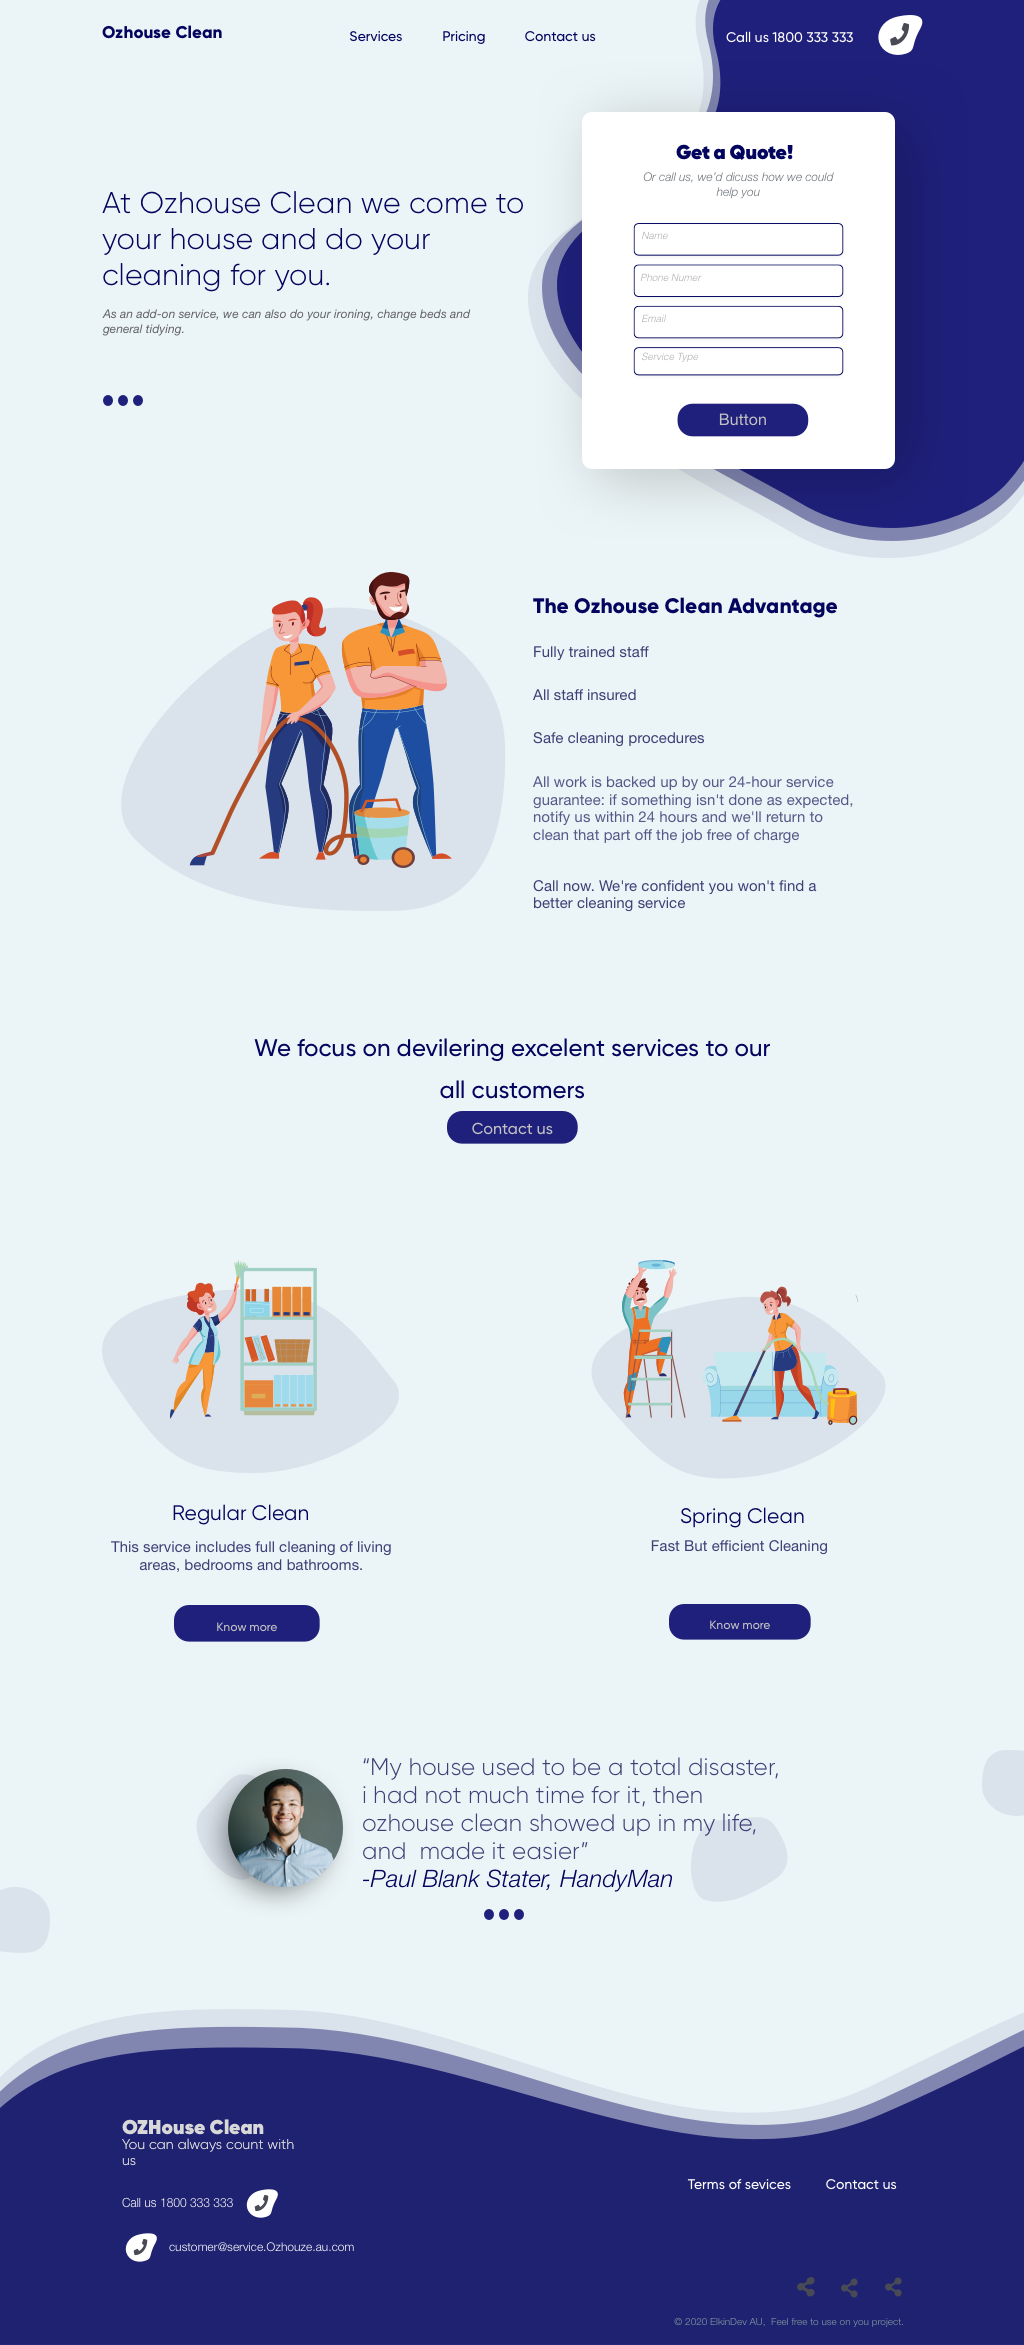 Ozhouse Clean
Services
Pricing
Contact us
Call us 1800 333 333
At Ozhouse Clean we come to
your house and do your
cleaning for you.
As an add-on service, we can also do your ironing, change beds and
general tidying.
Get a Quote!
Or call us, we'd dicuss how we could
help you
Name
Phone Numer
Email
Service Type
Button
The Ozhouse Clean Advantage
Fully trained staff
All staff insured
Safe cleaning procedures
All work is backed up by our 24-hour service
guarantee: if something isn't done as expected,
notify us within 24 hours and we'll return to
clean that part off the job free of charge
Call now. We're confident you won't find a
better cleaning service
We focus on devilering excelent services to our
all customers
Contact us
Regular Clean
This service includes full cleaning of living
areas, bedrooms and bathrooms.
Know more
Spring Clean
Fast But efficient Cleaning
Know more
“My house used to be a total disaster,
i had not much time for it, then
ozhouse clean showed up in my life,
and  made it easier”
-Paul Blank Stater, HandyMan
OZHouse Clean
You can always count with
us
Call us 1800 333 333
customer@service.Ozhouze.au.com
Terms of sevices
Contact us
© 2020 ElkinDev AU,  Feel free to use on you project.